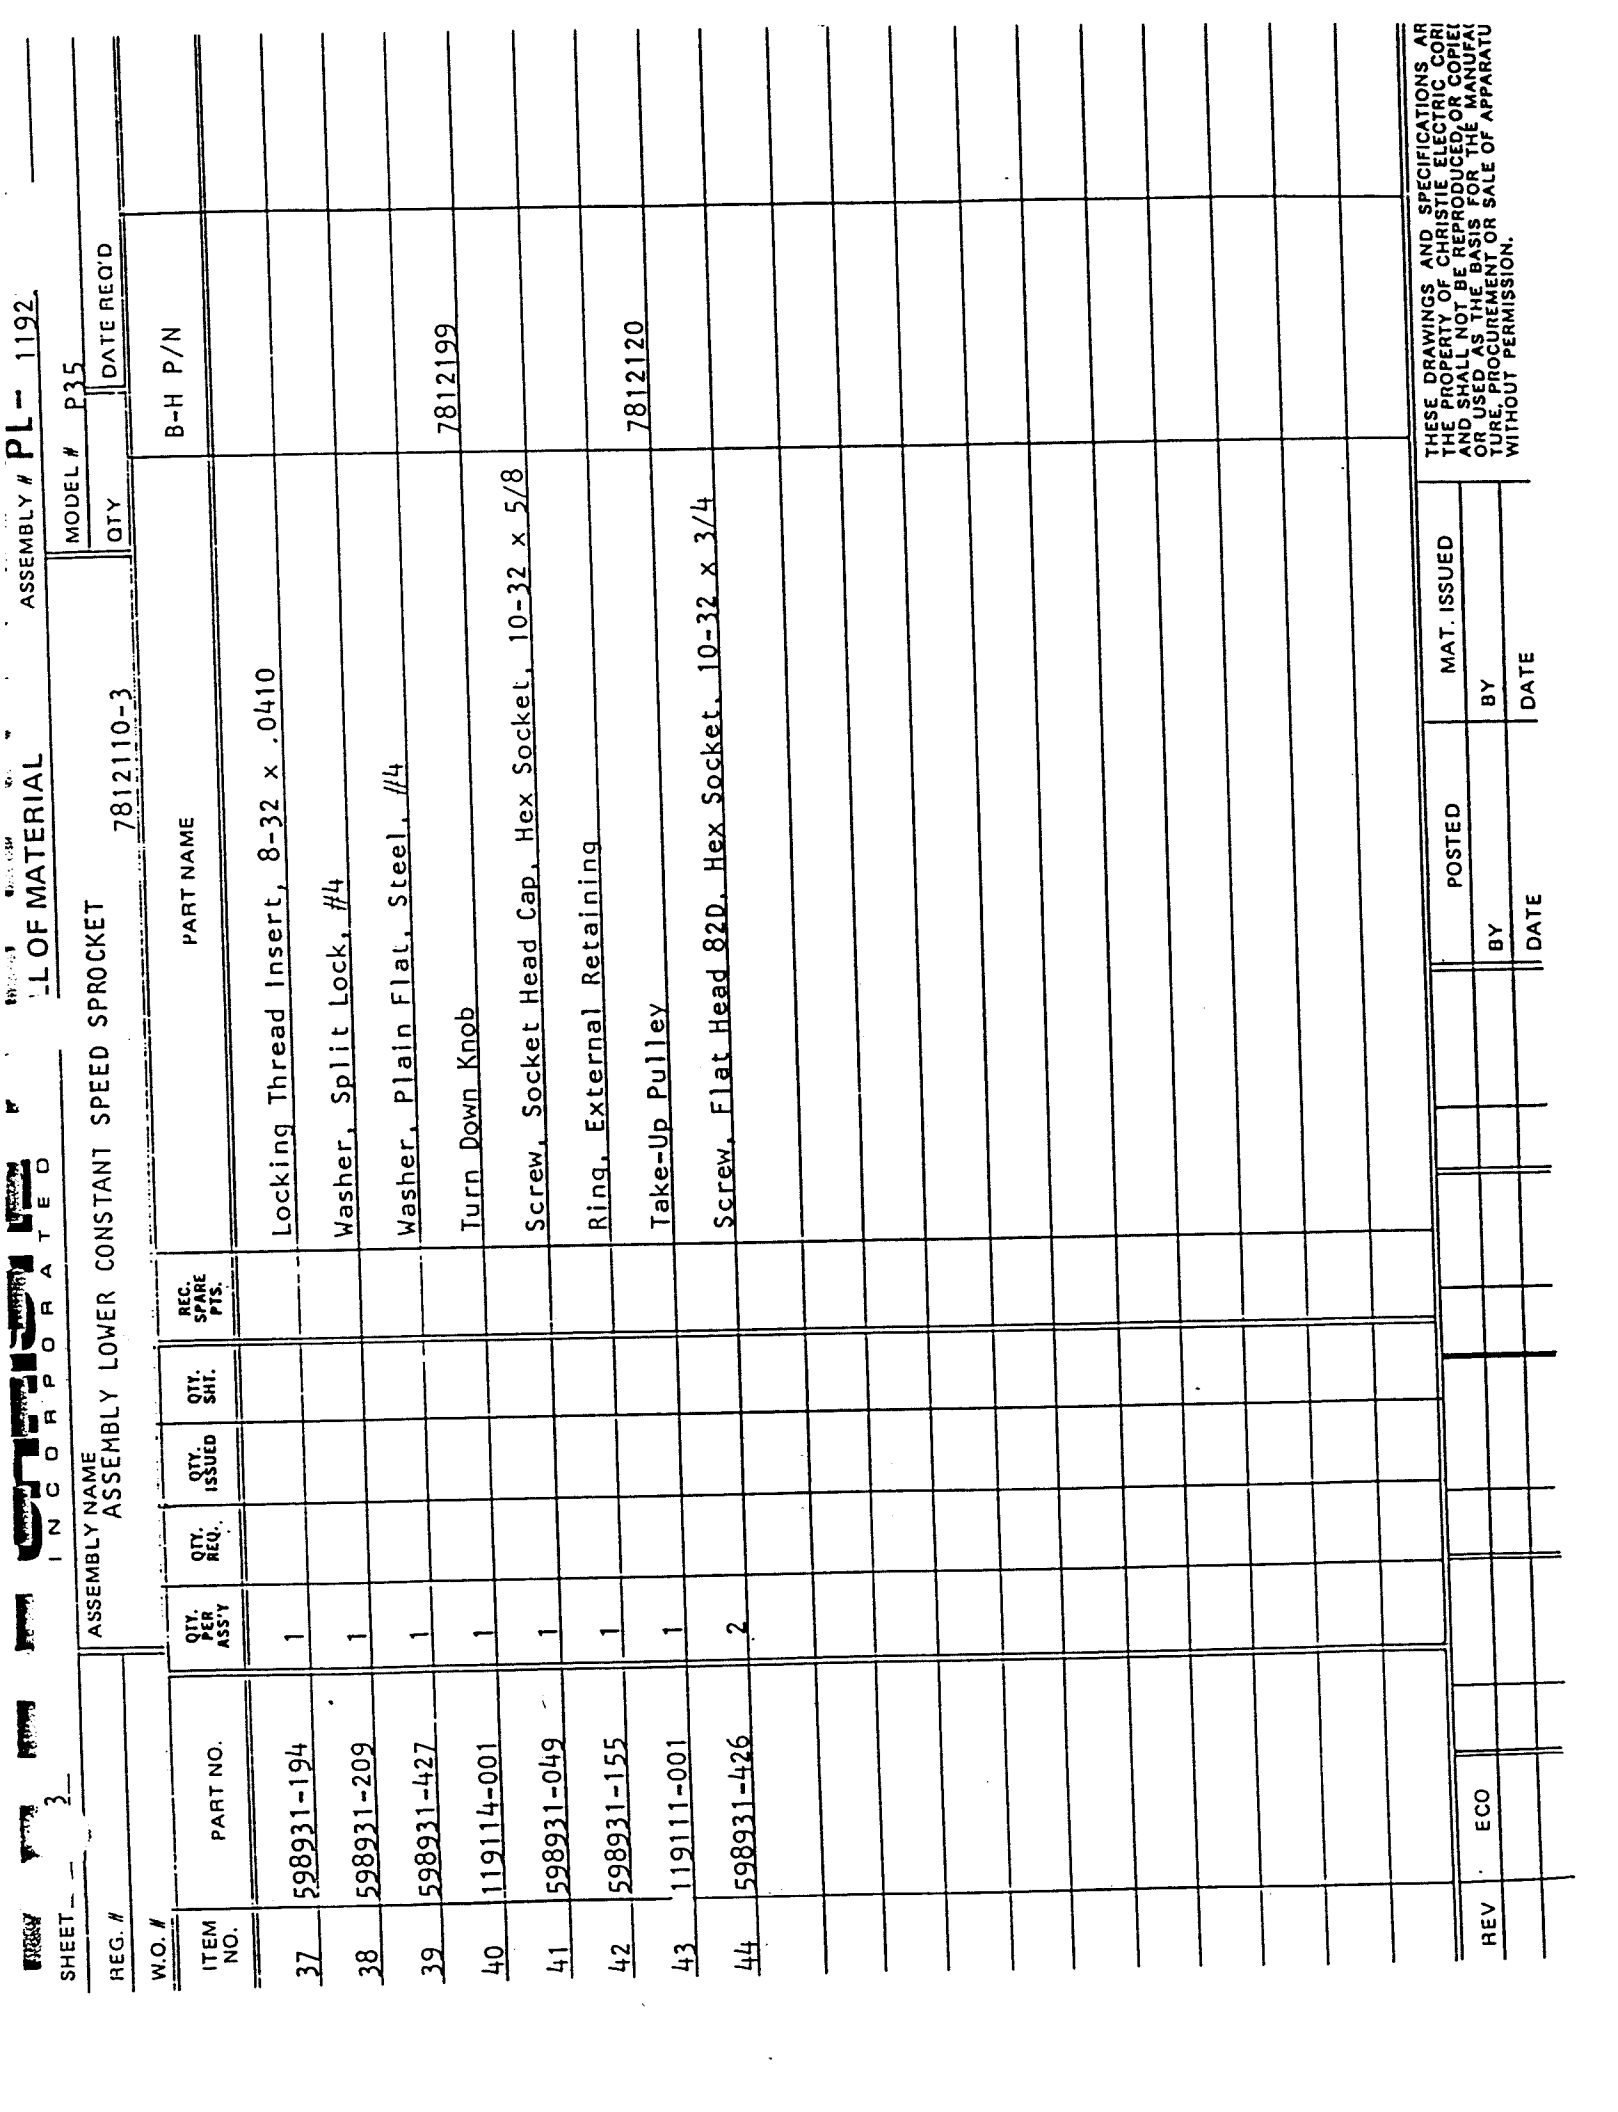 INCORPORATED
L OF MATERIAL
ASSEMBLY # PL- 1192
SHEET 3
MODEL # P35
REG. #
ASSEMBLY NAME
ASSEMBLY LOWER CONSTANT SPEED SPROCKET
7812110-3
QTY
DATE REQ'D
W.O. #
ITEM NO. PART NO. QTY. PER ASS'Y QTY. REQ. QTY. ISSUED QTY. SHT. REC. SPARE PTS. PART NAME B-H P/N
37 598931-194 1 Locking Thread Insert, 8-32 x .0410
38 598931-209 1 Washer, Split Lock, #4
39 598931-427 1 Washer, Plain Flat, Steel, #4
40 119114-001 1 Turn Down Knob 7812199
41 598931-049 1 Screw, Socket Head Cap, Hex Socket, 10-32 x 5/8
42 598931-155 1 Ring, External Retaining
43 119111-001 1 Take-Up Pulley 7812120
44 598931-426 2 Screw, Flat Head 82D, Hex Socket, 10-32 x 3/4
REV ECO
POSTED
BY
DATE
MAT. ISSUED
BY
DATE
THESE DRAWINGS AND SPECIFICATIONS AR
THE PROPERTY OF CHRISTIE ELECTRIC COR
AND SHALL NOT BE REPRODUCED, OR COPIE
OR USED AS THE BASIS FOR THE MANUFA
TURE, PROCUREMENT OR SALE OF APPARATU
WITHOUT PERMISSION.